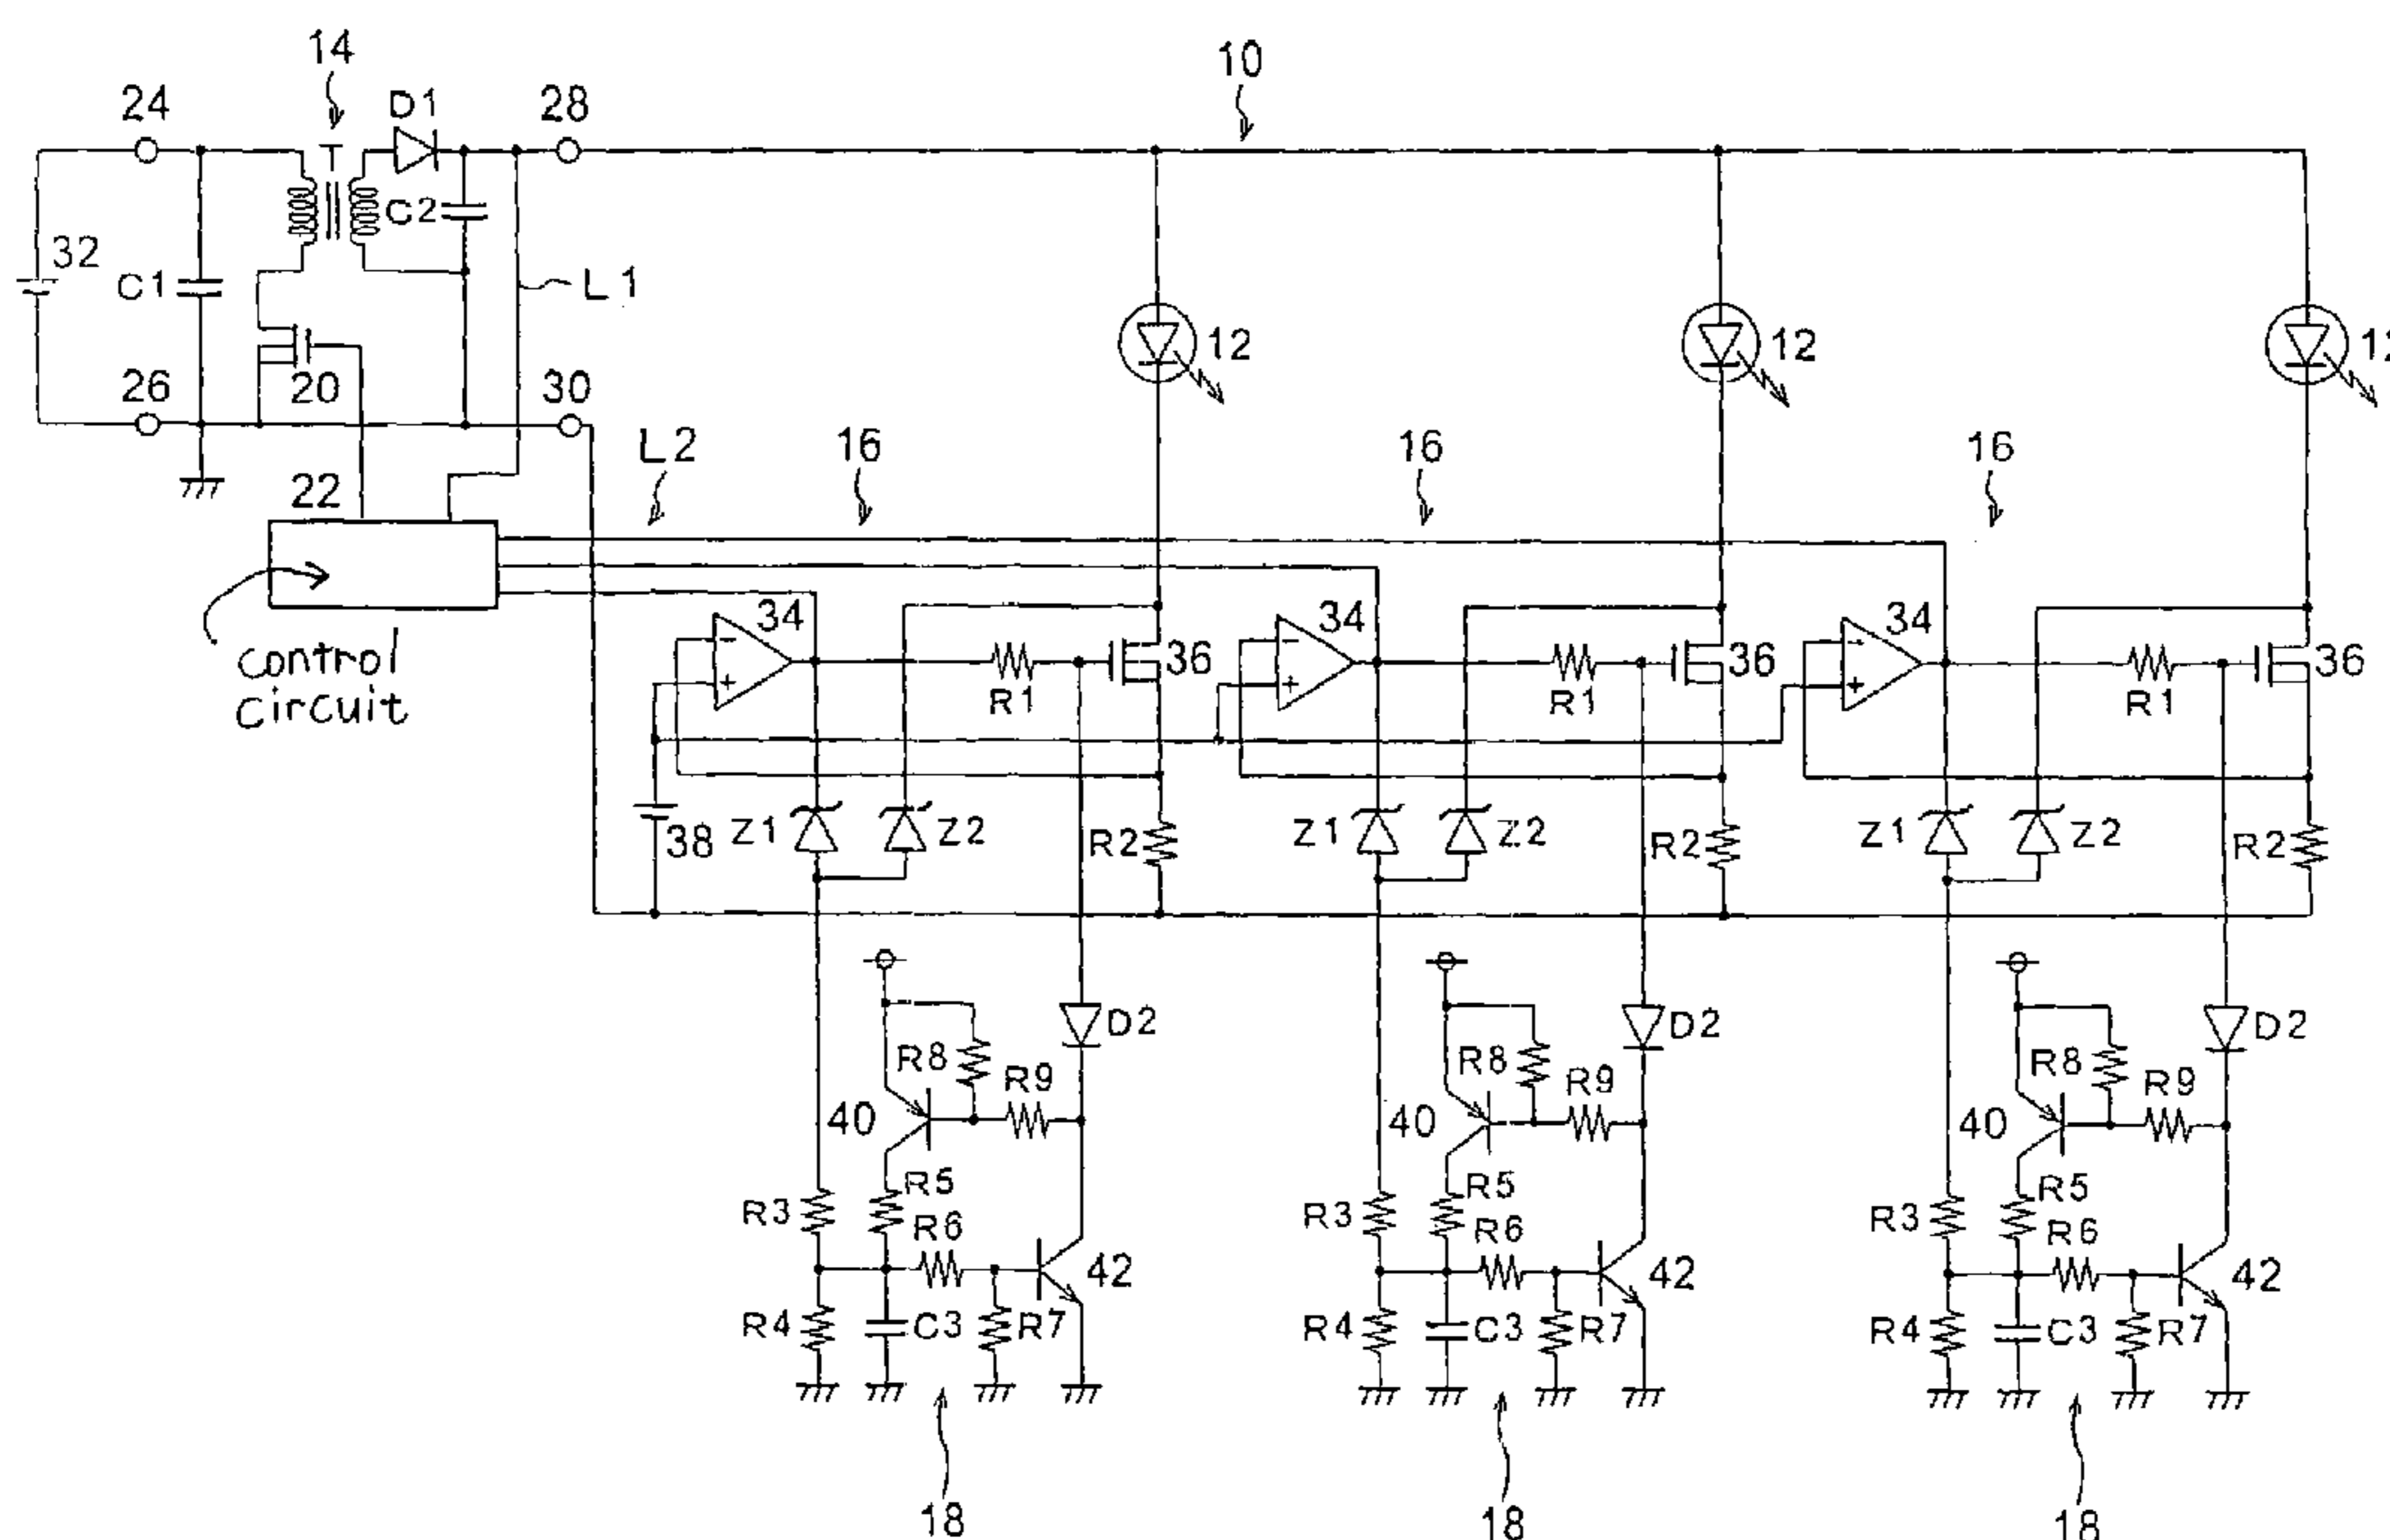 14
10
24
D1
28
T
C2
32
C1
L1
12
12
12
20
26
30
L2
16
16
16
22
control
circuit
34
34
34
-
-
-
+
+
+
36
36
36
R1
R1
R1
38
Z1
Z2
R2
Z1
Z2
R2
Z1
Z2
R2
D2
D2
D2
R8
R9
R8
R9
R8
R9
40
40
40
R5
R5
R5
R3
R6
R3
R6
R3
R6
42
42
42
R4
C3
R7
R4
C3
R7
R4
C3
R7
18
18
18